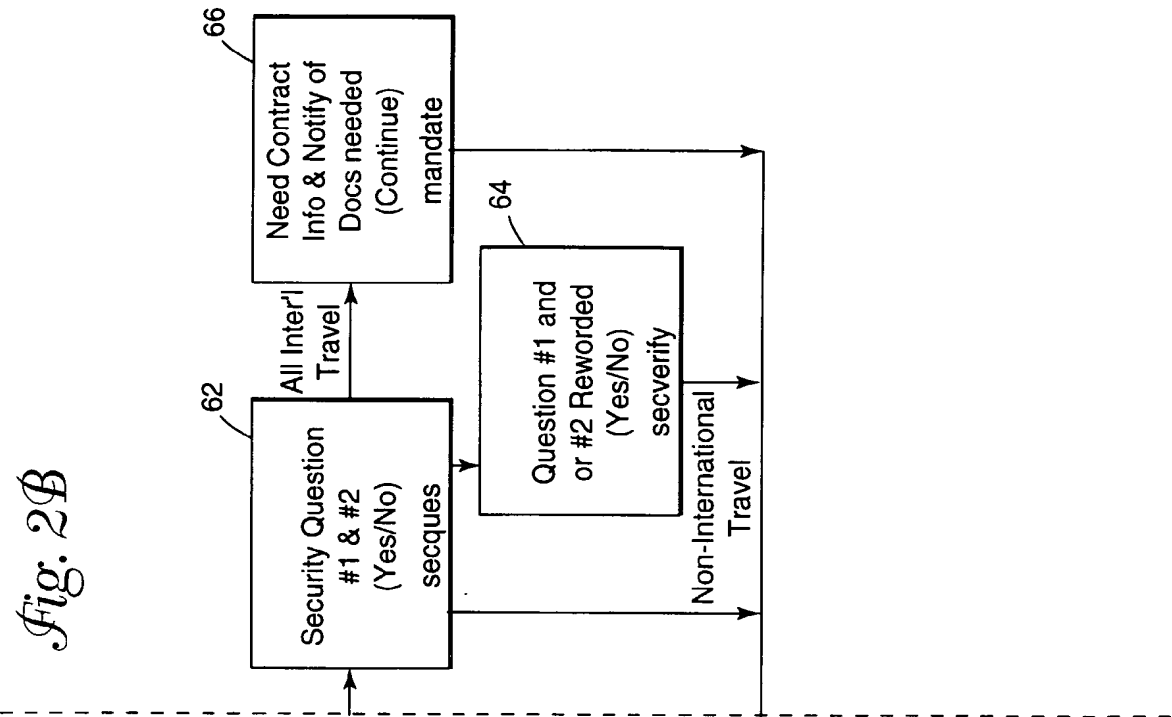 Fig. 2B
62
Security Question
#1 & #2
(Yes/No)
secques
All Inter'l
Travel
66
Need Contract
Info & Notify of
Docs needed
(Continue)
mandate
64
Question #1 and
or #2 Reworded
(Yes/No)
secverify
Non-International
Travel